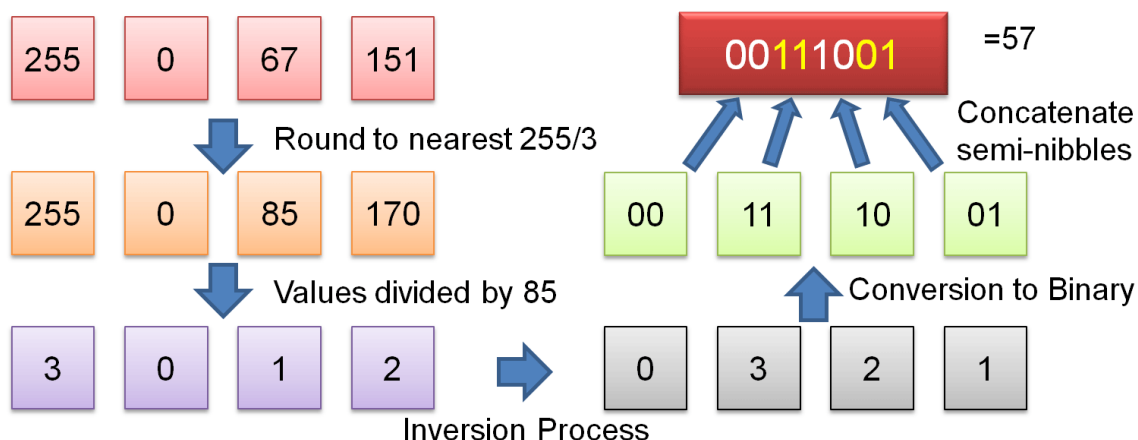 255 0 67 151
Round to nearest 255/3
255 0 85 170
Values divided by 85
3 0 1 2
Inversion Process
0 3 2 1
Conversion to Binary
00 11 10 01
Concatenate
semi-nibbles
00111001 =57